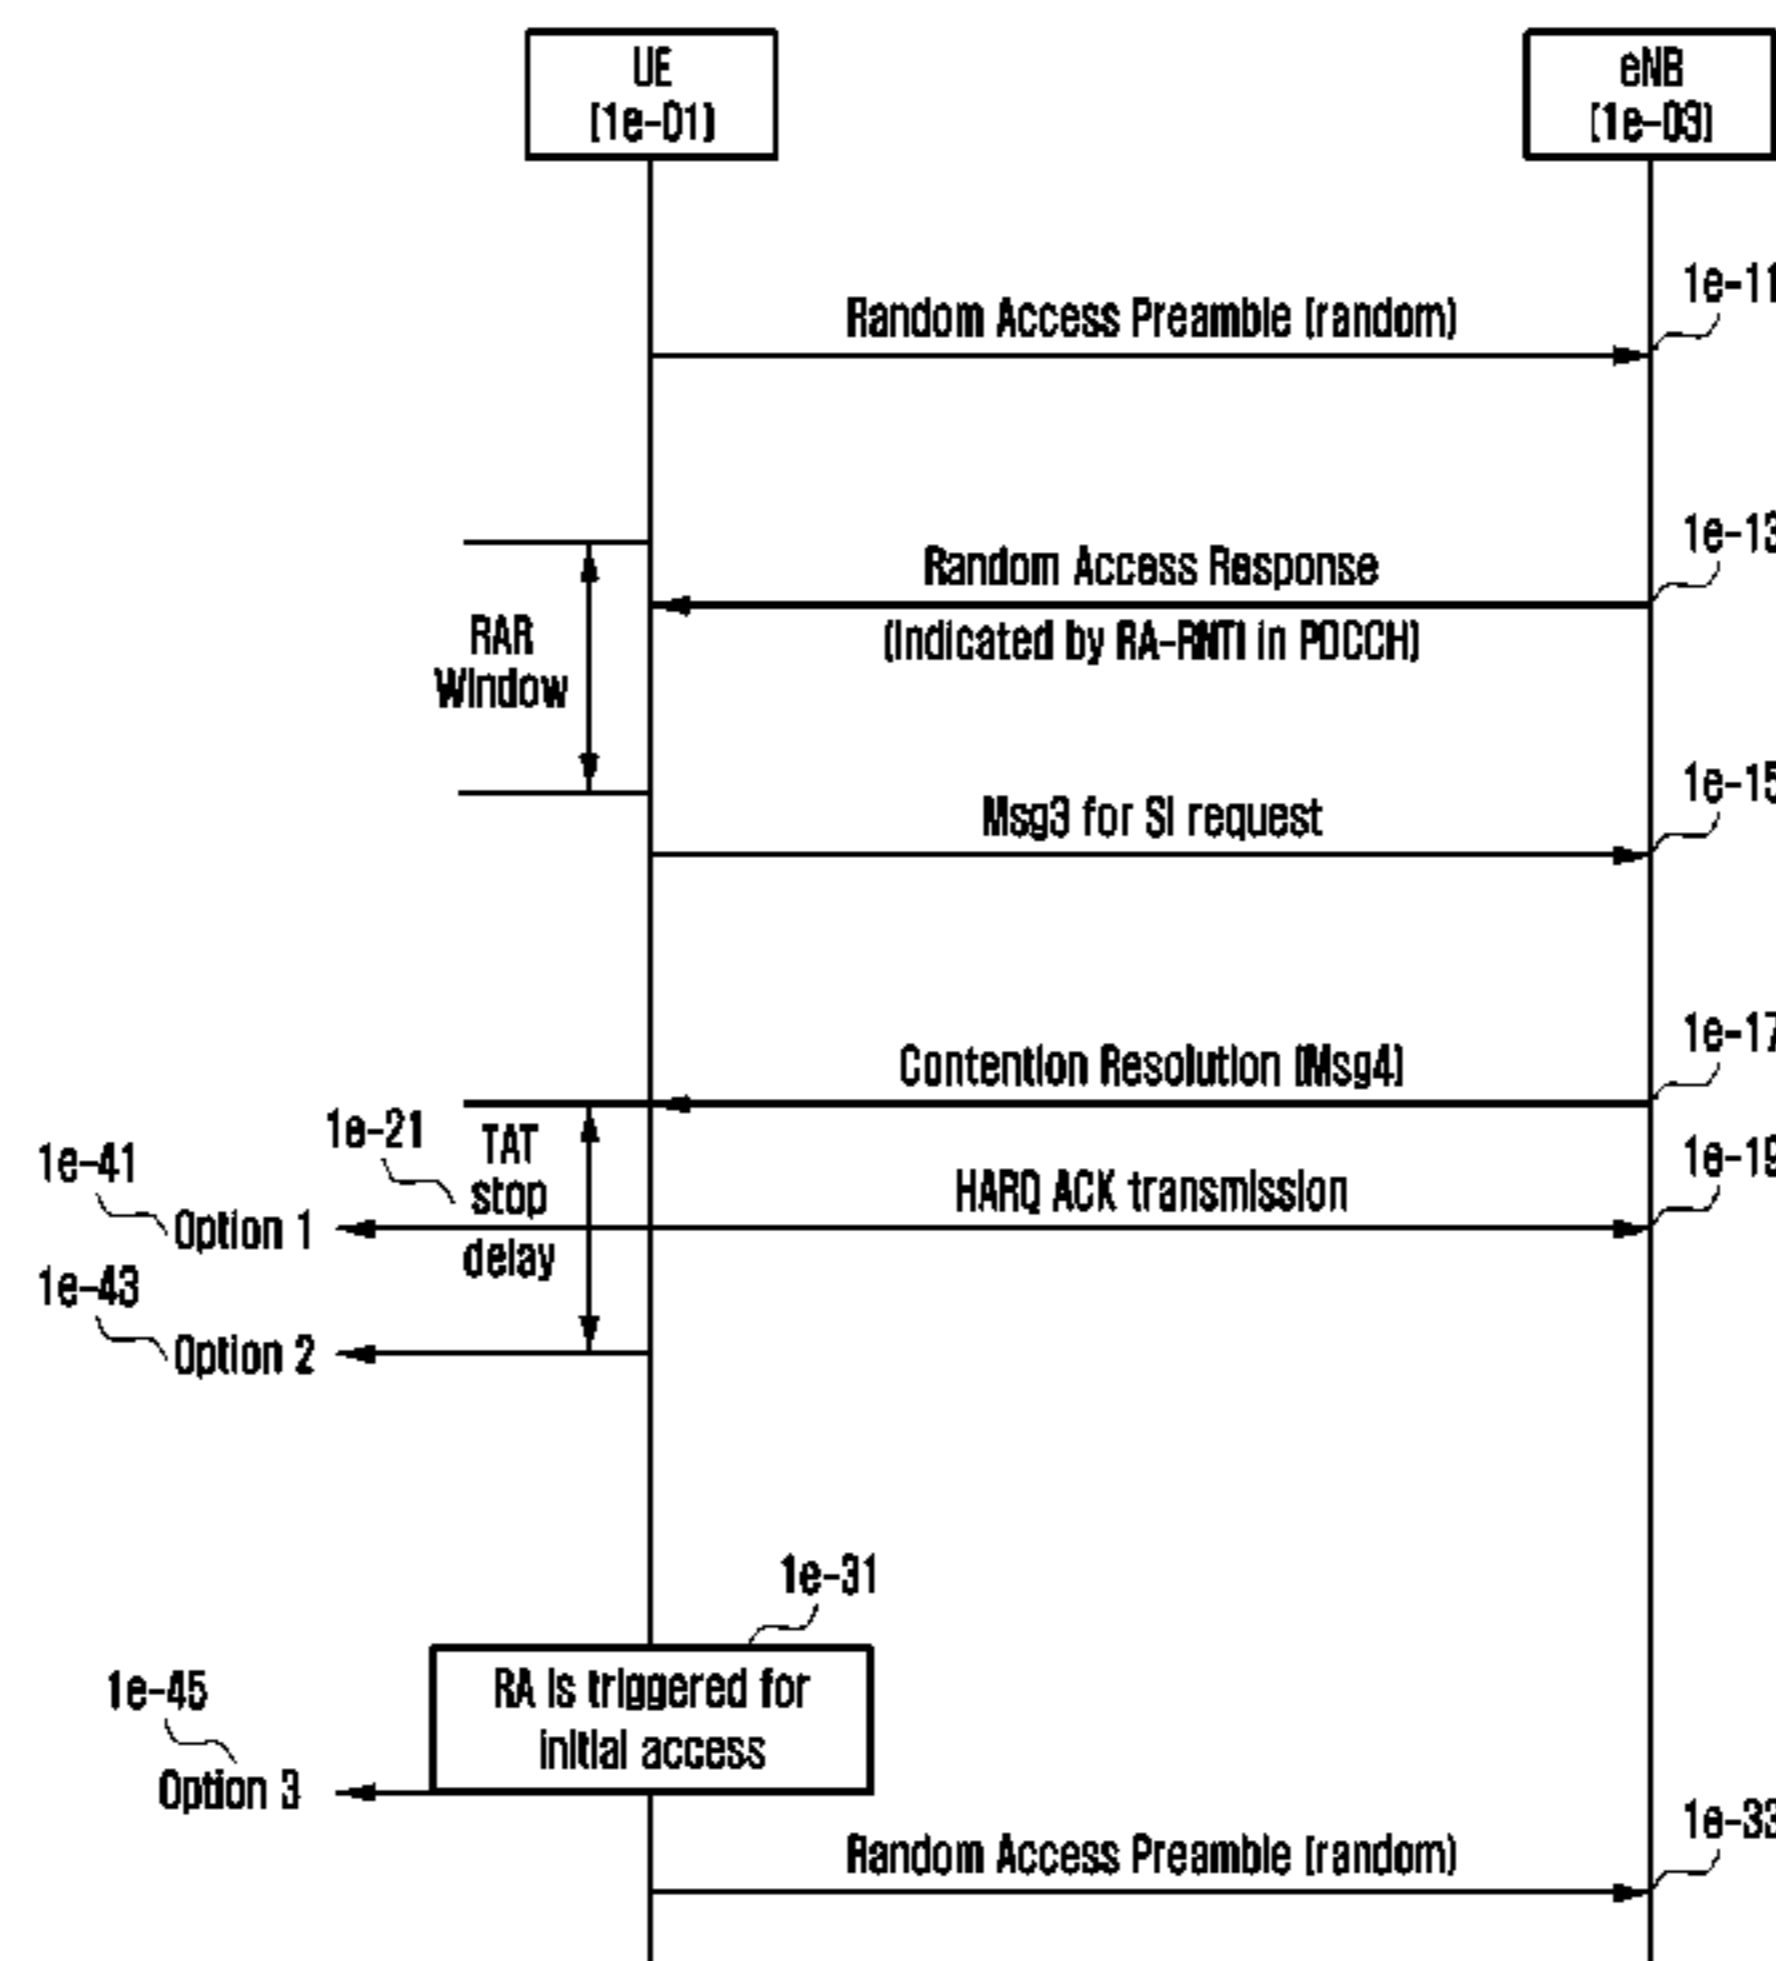 UE
(1e-01)
eNB
(1e-03)
1e-11
Random Access Preamble (random)
1e-13
Random Access Response
(Indicated by RA-RNTI in PDCCH)
RAR
Window
1e-15
Msg3 for SI request
1e-17
Contention Resolution (Msg4)
1e-21
TAT
stop
delay
1e-19
HARQ ACK transmission
1e-41
Option 1
1e-43
Option 2
1e-31
RA is triggered for
initial access
1e-45
Option 3
1e-33
Random Access Preamble (random)